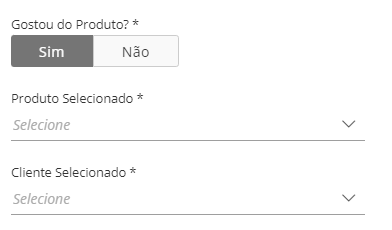 Gostou do Produto? *
Sim Não
Produto Selecionado *
Selecione
Cliente Selecionado *
Selecione